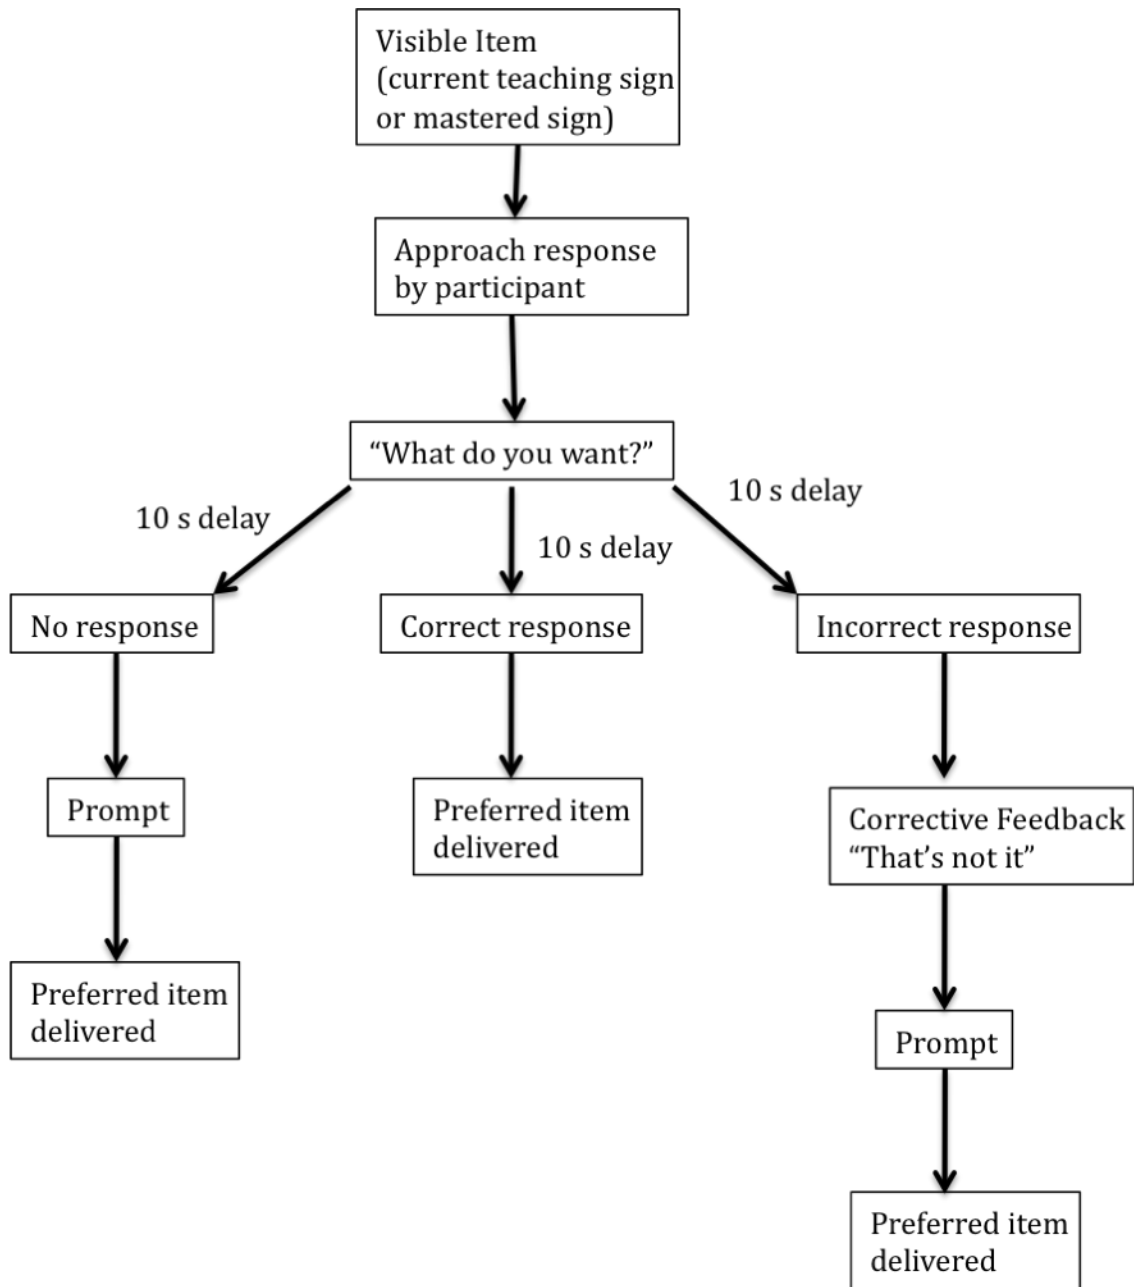 Visible Item
(current teaching sign
or mastered sign)
Approach response
by participant
“What do you want?”
10 s delay
10 s delay
10 s delay
No response
Correct response
Incorrect response
Prompt
Preferred item
delivered
Corrective Feedback
“That’s not it”
Preferred item
delivered
Prompt
Preferred item
delivered